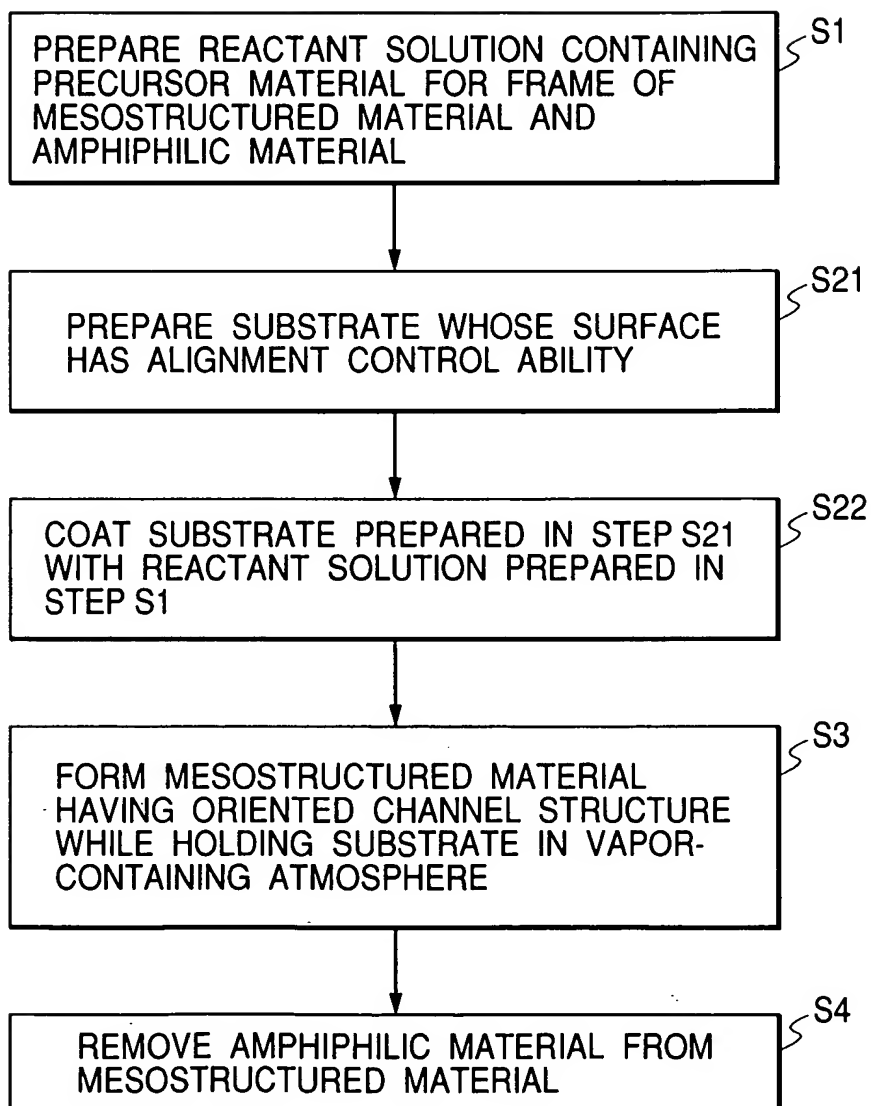 S1
PREPARE REACTANT SOLUTION CONTAINING
PRECURSOR MATERIAL FOR FRAME OF
MESOSTRUCTURED MATERIAL AND
AMPHIPHILIC MATERIAL
S21
PREPARE SUBSTRATE WHOSE SURFACE
HAS ALIGNMENT CONTROL ABILITY
S22
COAT SUBSTRATE PREPARED IN STEP S21
WITH REACTANT SOLUTION PREPARED IN
STEP S1
S3
FORM MESOSTRUCTURED MATERIAL
HAVING ORIENTED CHANNEL STRUCTURE
WHILE HOLDING SUBSTRATE IN VAPOR-
CONTAINING ATMOSPHERE
S4
REMOVE AMPHIPHILIC MATERIAL FROM
MESOSTRUCTURED MATERIAL